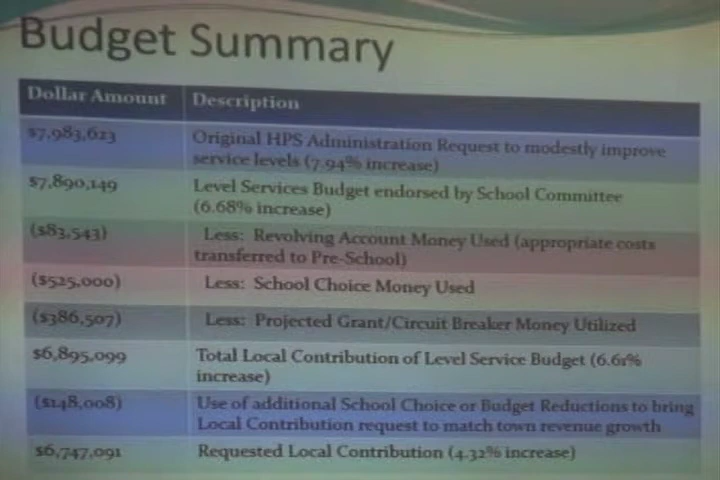 Budget Summary
Dollar Amount Description
$7,983,623 Original HPS Administration Request to modestly improve
service levels (7.94% increase)
$7,890,149 Level Services Budget endorsed by School Committee
(6.68% increase)
($83,543) Less: Revolving Account Money Used (appropriate costs
transferred to Pre-School)
($525,000) Less: School Choice Money Used
($386,507) Less: Projected Grant/Circuit Breaker Money Utilized
$6,895,099 Total Local Contribution of Level Service Budget (6.61%
increase)
($148,008) Use of additional School Choice or Budget Reductions to bring
Local Contribution request to match town revenue growth
$6,747,091 Requested Local Contribution (4.32% increase)